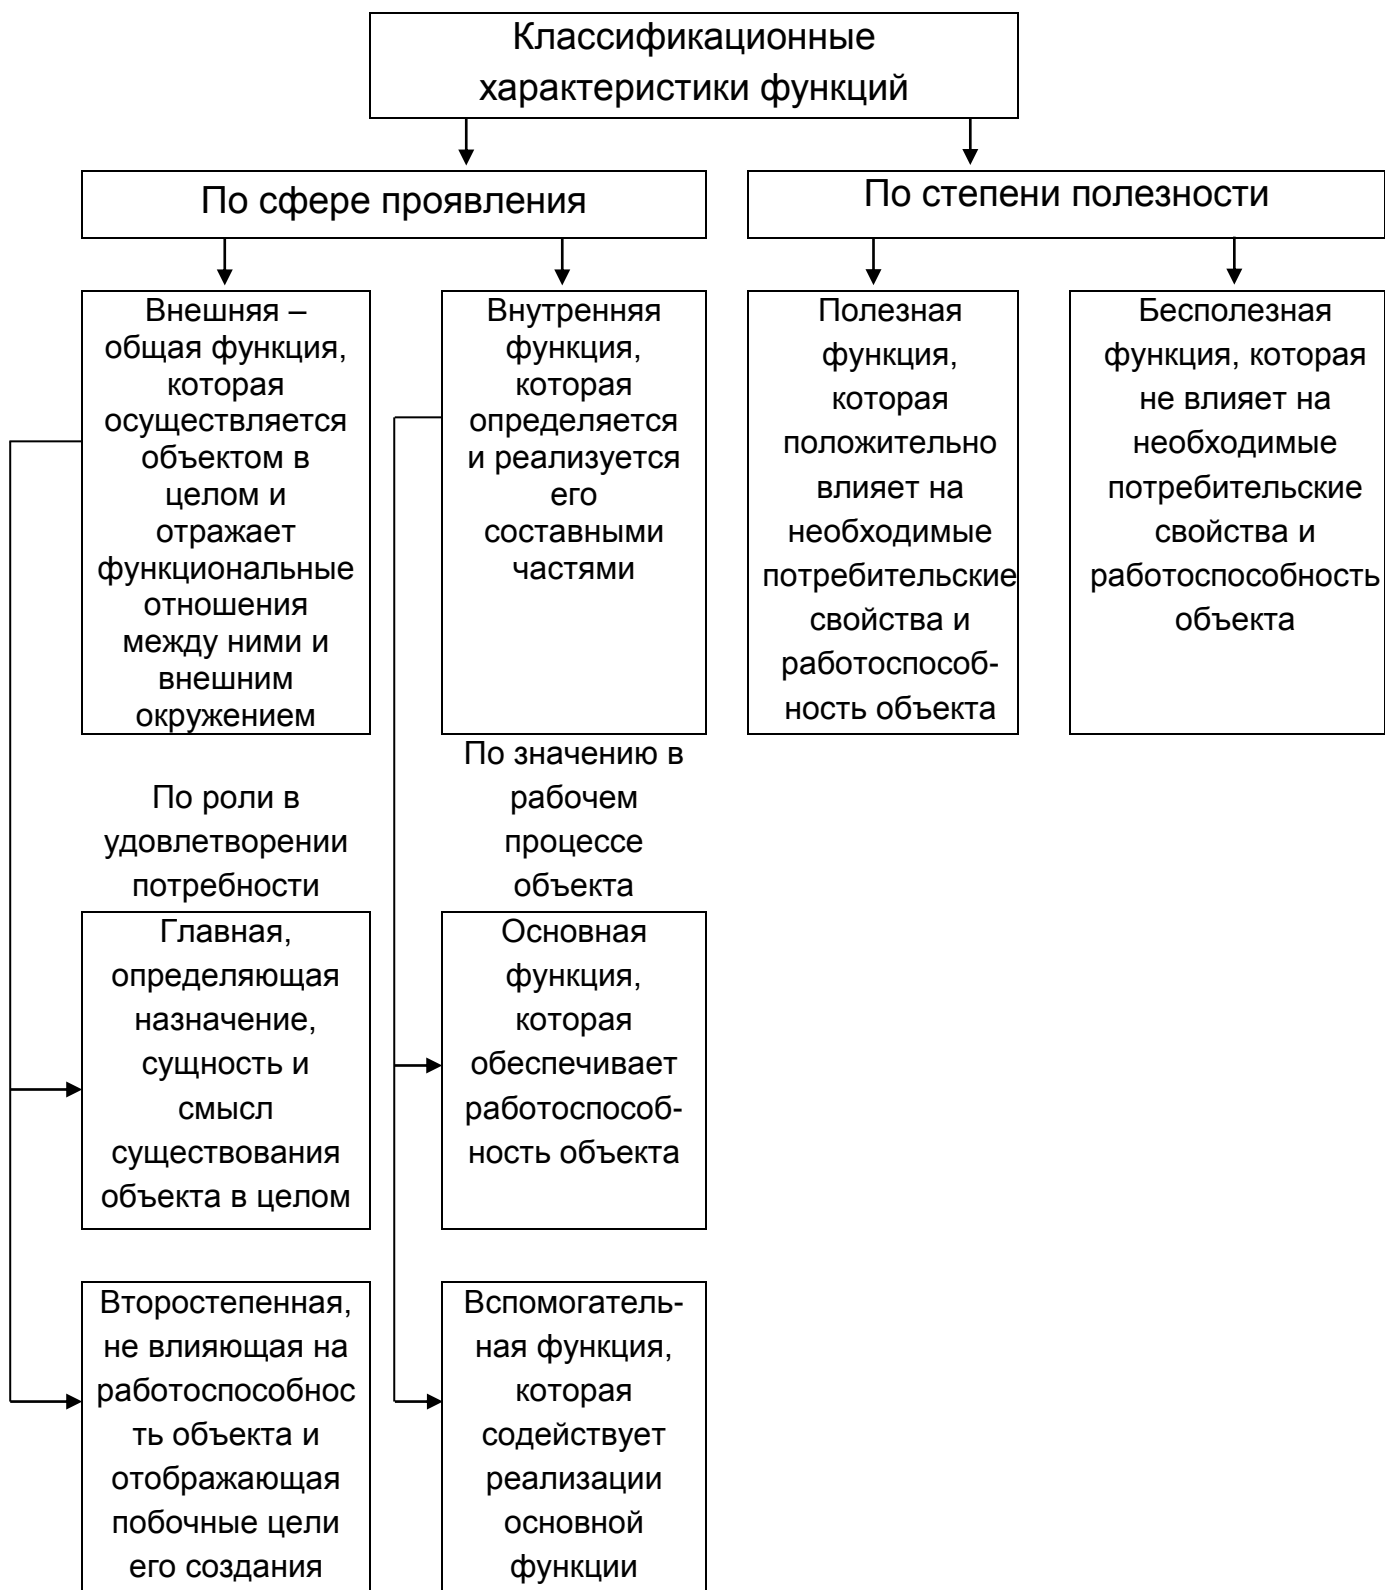 Классификационные
характеристики функций
По сфере проявления
По степени полезности
Внешняя –
общая функция,
которая
осуществляется
объектом в
целом и
отражает
функциональные
отношения
между ними и
внешним
окружением
Внутренняя
функция,
которая
определяется
и реализуется
его
составными
частями
Полезная
функция,
которая
положительно
влияет на
необходимые
потребительские
свойства и
работоспособ-
ность объекта
Бесполезная
функция, которая
не влияет на
необходимые
потребительские
свойства и
работоспособность
объекта
По роли в
удовлетворении
потребности
По значению в
рабочем
процессе
объекта
Главная,
определяющая
назначение,
сущность и
смысл
существования
объекта в целом
Основная
функция,
которая
обеспечивает
работоспособ-
ность объекта
Второстепенная,
не влияющая на
работоспособнос
ть объекта и
отображающая
побочные цели
его создания
Вспомогатель-
ная функция,
которая
содействует
реализации
основной
функции